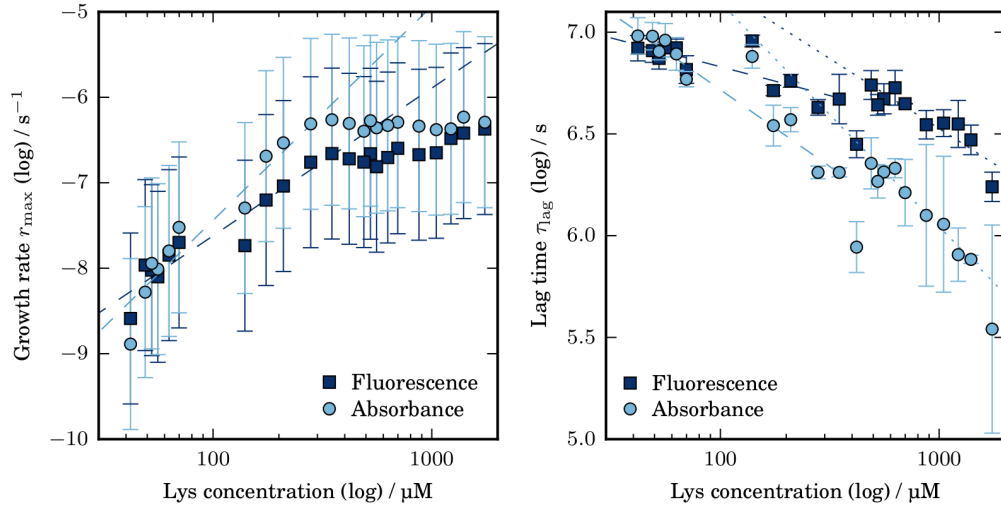 −5
−6
−7
−8
−9
−10
Growth rate r_max (log) / s⁻¹
100
1000
Lys concentration (log) / μM
Fluorescence
Absorbance
7.0
6.5
6.0
5.5
5.0
Lag time τ_lag (log) / s
100
1000
Lys concentration (log) / μM
Fluorescence
Absorbance